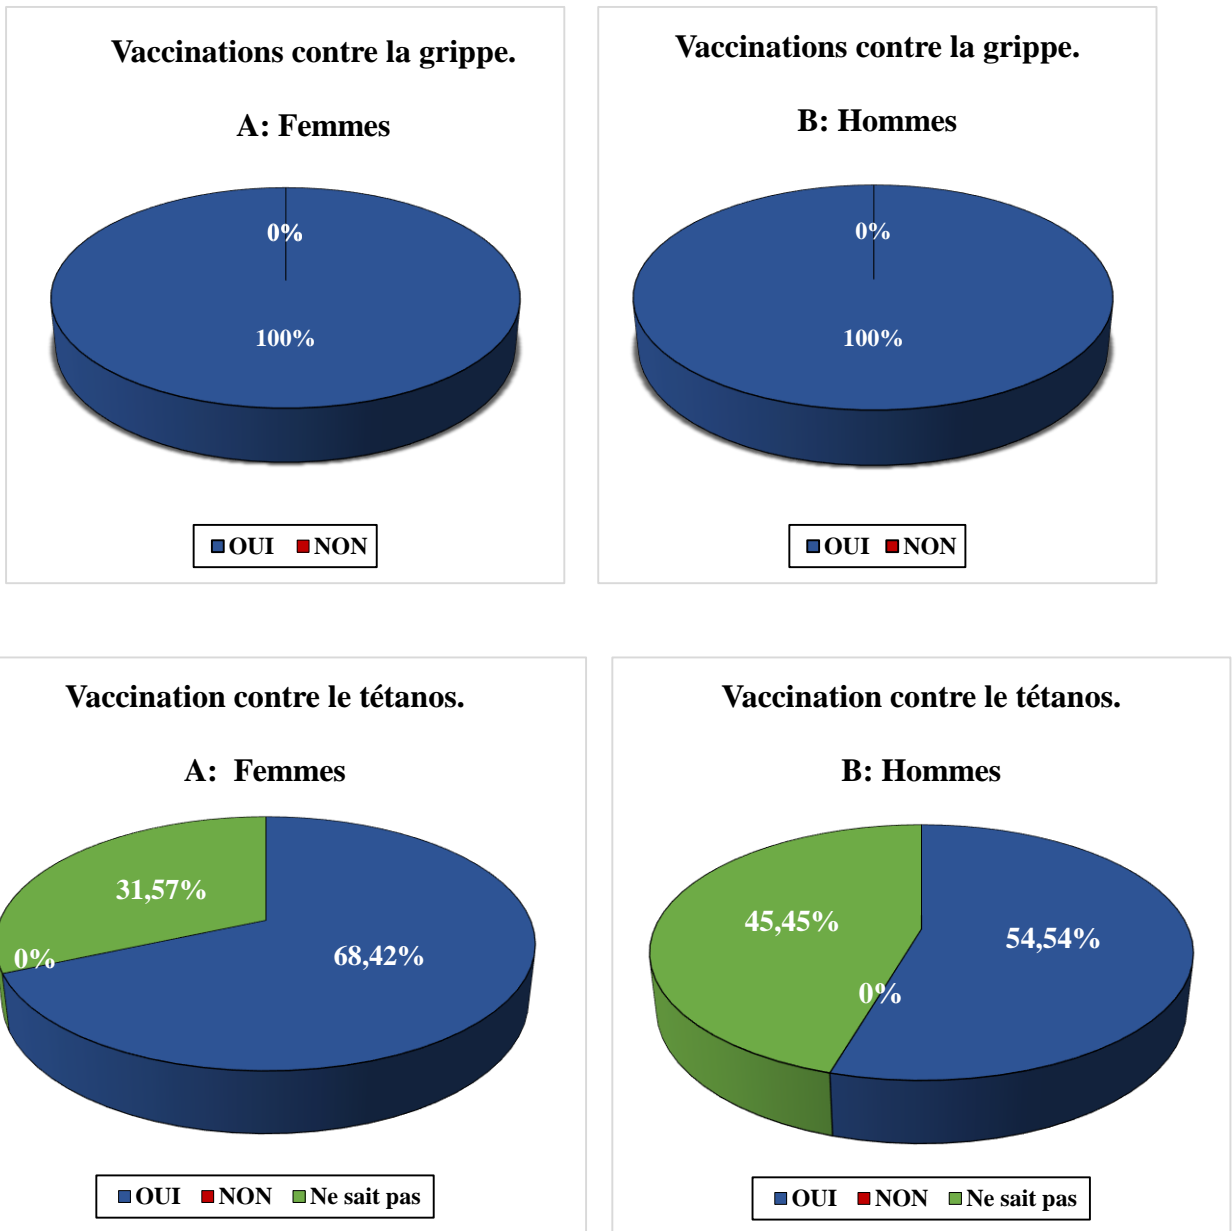 Vaccinations contre la grippe.
A: Femmes
0%
100%
OUI NON
Vaccinations contre la grippe.
B: Hommes
0%
100%
OUI NON
Vaccination contre le tétanos.
A: Femmes
31,57%
0%
68,42%
OUI NON Ne sait pas
Vaccination contre le tétanos.
B: Hommes
45,45%
54,54%
0%
OUI NON Ne sait pas